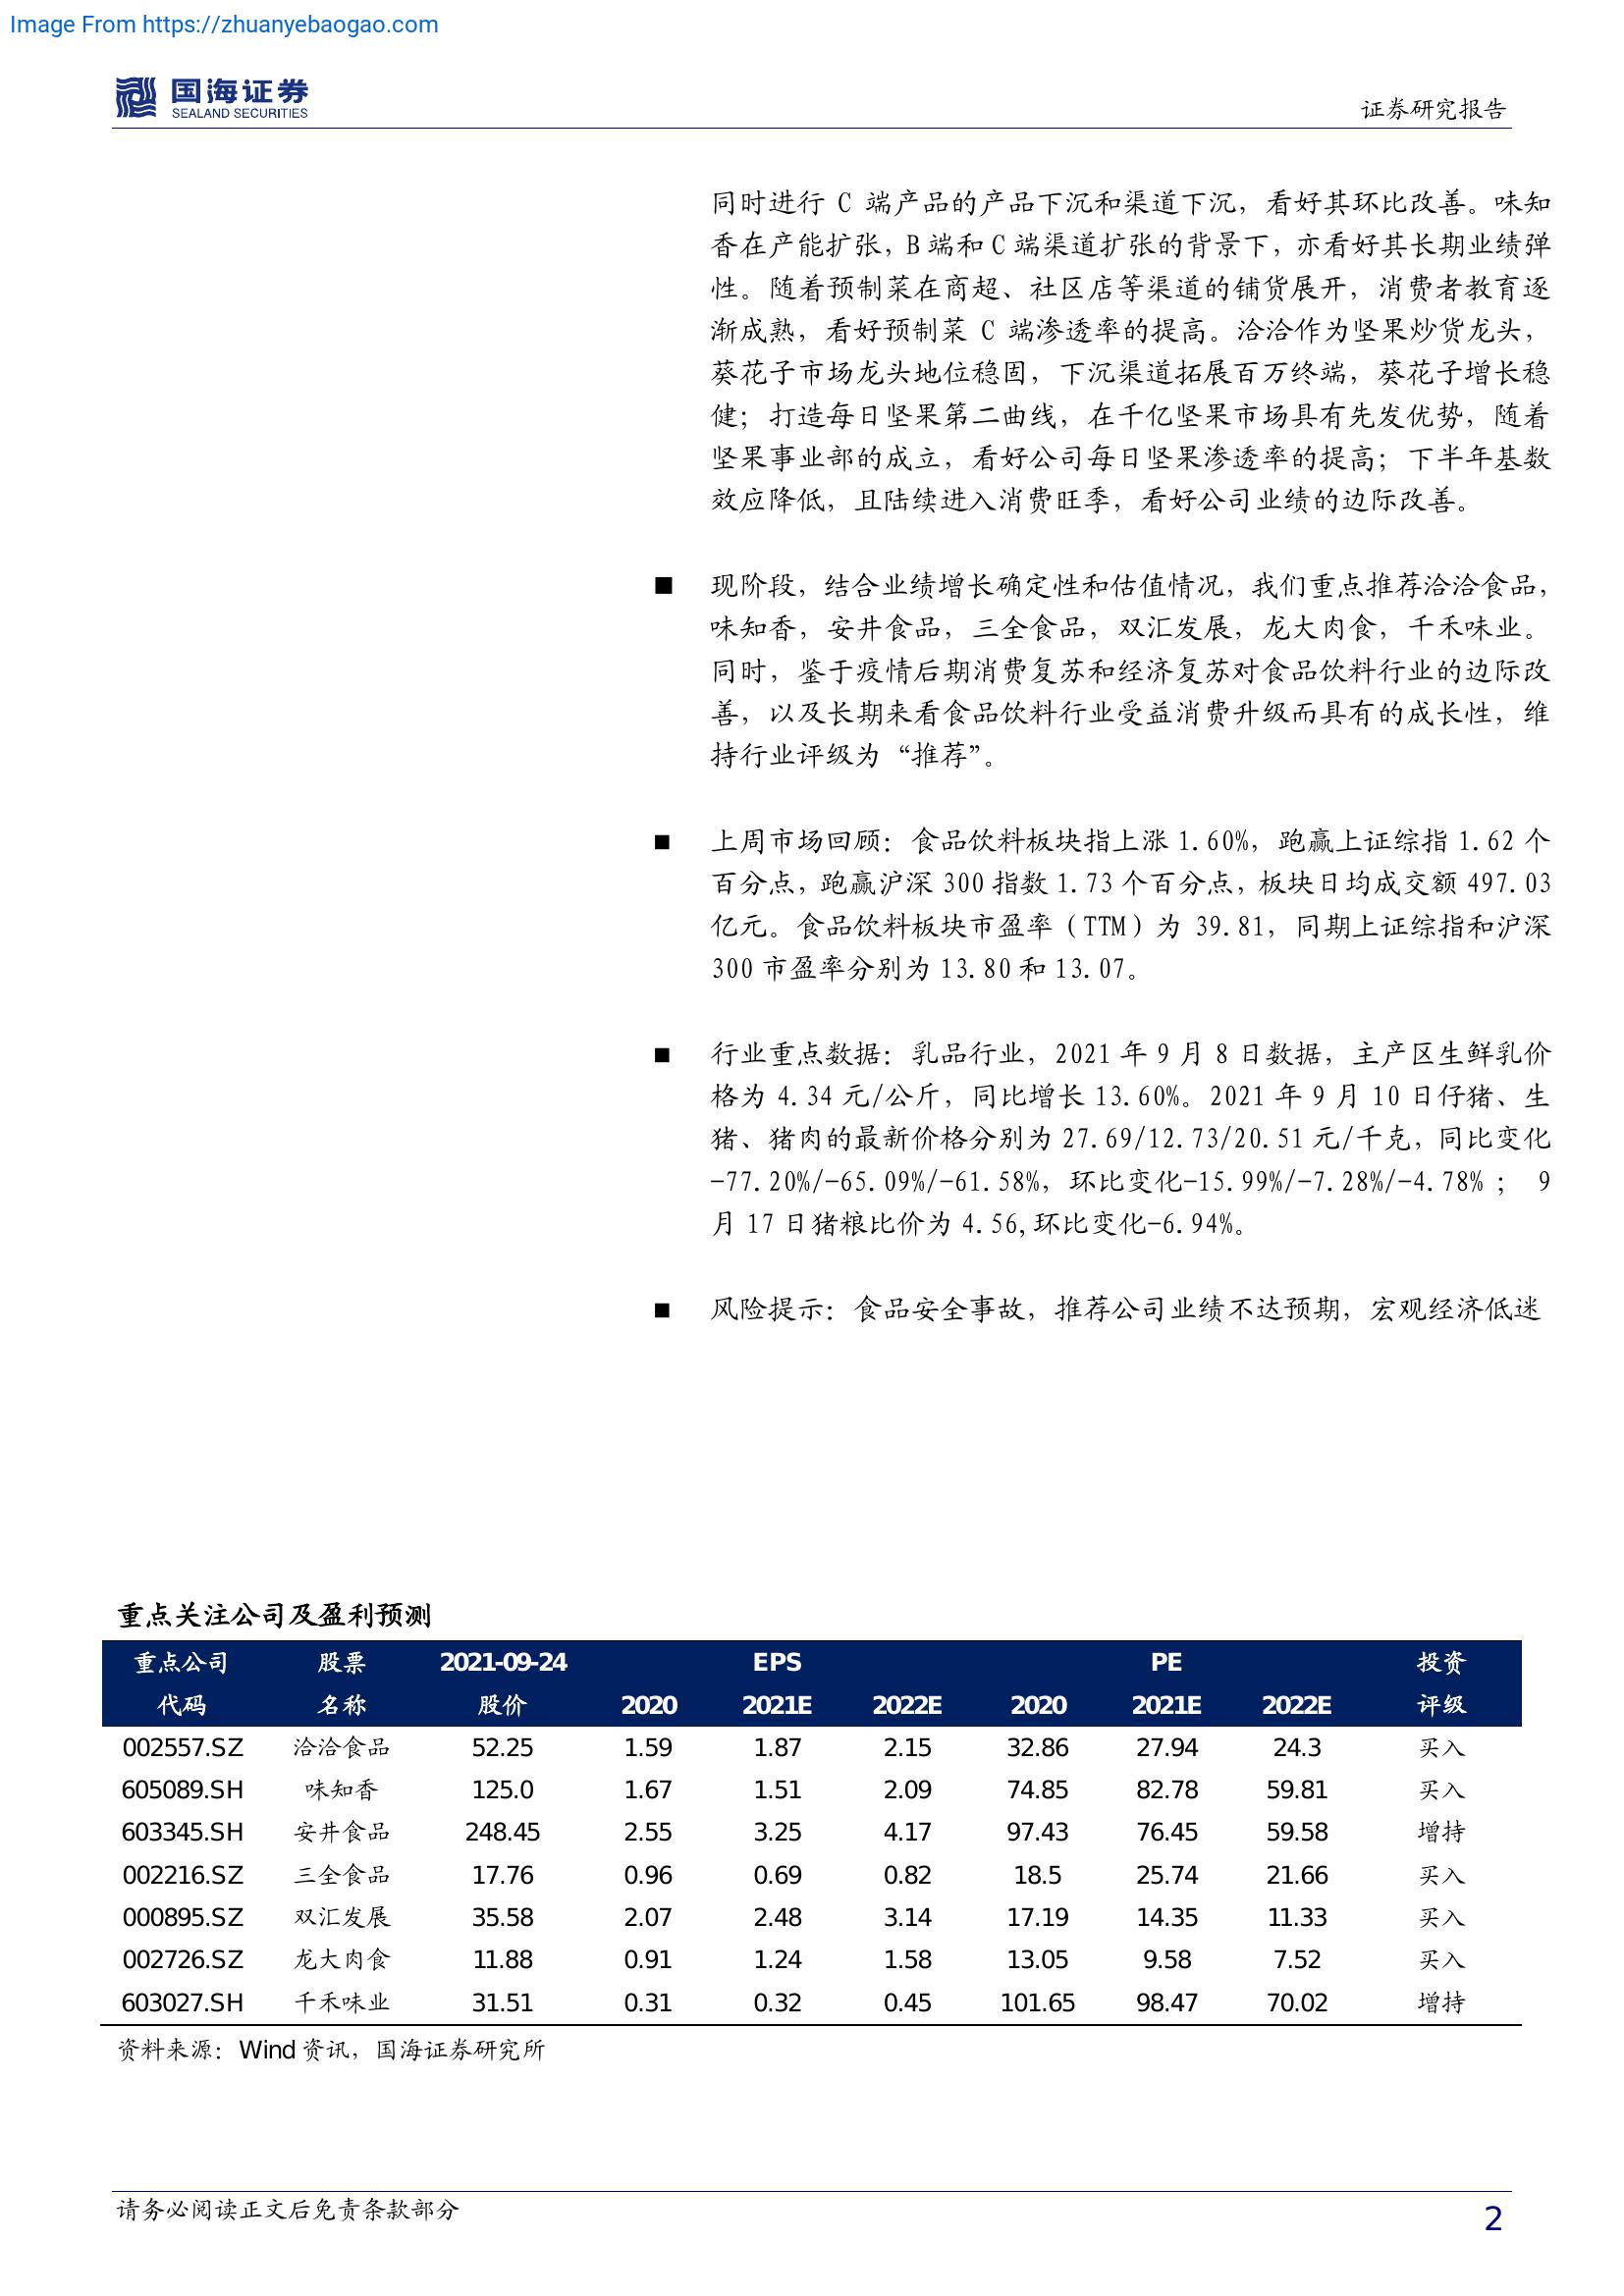 Image From https://zhuanyebaogao.com
国海证券
SEALAND SECURITIES
证券研究报告
同时进行 C 端产品的产品下沉和渠道下沉，看好其环比改善。味知
香在产能扩张，B 端和 C 端渠道扩张的背景下，亦看好其长期业绩弹
性。随着预制菜在商超、社区店等渠道的铺货展开，消费者教育逐
渐成熟，看好预制菜 C 端渗透率的提高。洽洽作为坚果炒货龙头，
葵花子市场龙头地位稳固，下沉渠道拓展百万终端，葵花子增长稳
健；打造每日坚果第二曲线，在千亿坚果市场具有先发优势，随着
坚果事业部的成立，看好公司每日坚果渗透率的提高；下半年基数
效应降低，且陆续进入消费旺季，看好公司业绩的边际改善。
■ 现阶段，结合业绩增长确定性和估值情况，我们重点推荐洽洽食品，
味知香，安井食品，三全食品，双汇发展，龙大肉食，千禾味业。
同时，鉴于疫情后期消费复苏和经济复苏对食品饮料行业的边际改
善，以及长期来看食品饮料行业受益消费升级而具有的成长性，维
持行业评级为“推荐”。
■ 上周市场回顾：食品饮料板块指上涨 1.60%，跑赢上证综指 1.62 个
百分点，跑赢沪深 300 指数 1.73 个百分点，板块日均成交额 497.03
亿元。食品饮料板块市盈率（TTM）为 39.81，同期上证综指和沪深
300 市盈率分别为 13.80 和 13.07。
■ 行业重点数据：乳品行业，2021 年 9 月 8 日数据，主产区生鲜乳价
格为 4.34 元/公斤，同比增长 13.60%。2021 年 9 月 10 日仔猪、生
猪、猪肉的最新价格分别为 27.69/12.73/20.51 元/千克，同比变化
-77.20%/-65.09%/-61.58%，环比变化-15.99%/-7.28%/-4.78%； 9
月 17 日猪粮比价为 4.56,环比变化-6.94%。
■ 风险提示：食品安全事故，推荐公司业绩不达预期，宏观经济低迷
重点关注公司及盈利预测
重点公司 股票 2021-09-24 EPS PE 投资
代码 名称 股价 2020 2021E 2022E 2020 2021E 2022E 评级
002557.SZ 洽洽食品 52.25 1.59 1.87 2.15 32.86 27.94 24.3 买入
605089.SH 味知香 125.0 1.67 1.51 2.09 74.85 82.78 59.81 买入
603345.SH 安井食品 248.45 2.55 3.25 4.17 97.43 76.45 59.58 增持
002216.SZ 三全食品 17.76 0.96 0.69 0.82 18.5 25.74 21.66 买入
000895.SZ 双汇发展 35.58 2.07 2.48 3.14 17.19 14.35 11.33 买入
002726.SZ 龙大肉食 11.88 0.91 1.24 1.58 13.05 9.58 7.52 买入
603027.SH 千禾味业 31.51 0.31 0.32 0.45 101.65 98.47 70.02 增持
资料来源：Wind 资讯，国海证券研究所
请务必阅读正文后免责条款部分
2